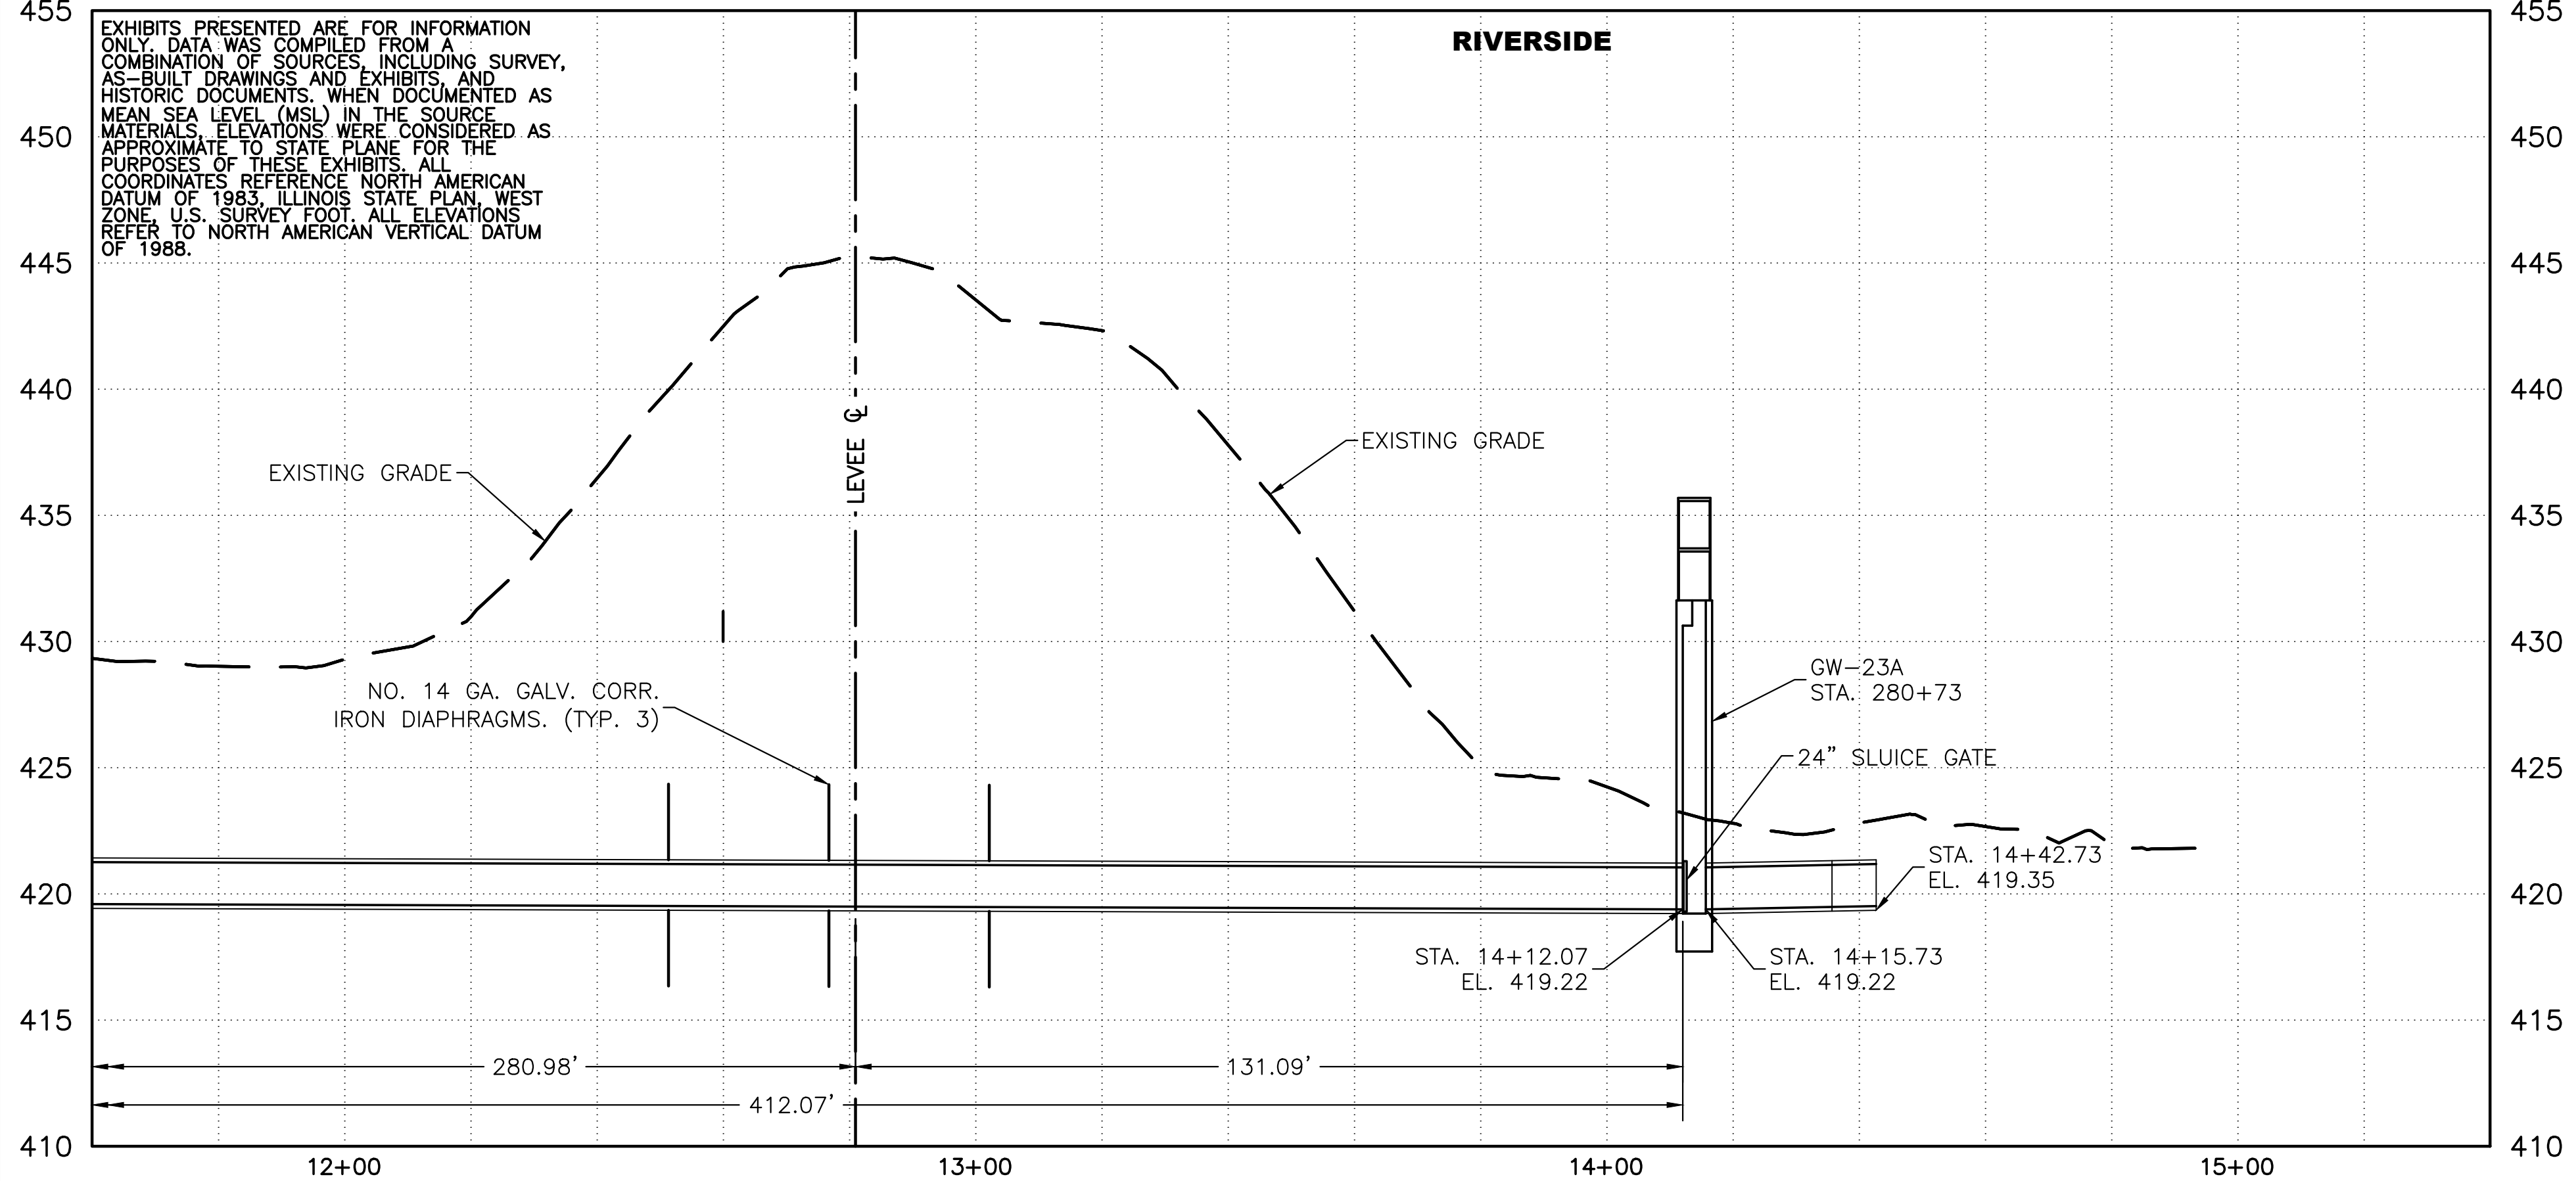 455
455
EXHIBITS PRESENTED ARE FOR INFORMATION
ONLY. DATA WAS COMPILED FROM A
COMBINATION OF SOURCES, INCLUDING SURVEY,
AS-BUILT DRAWINGS AND EXHIBITS, AND
HISTORIC DOCUMENTS. WHEN DOCUMENTED AS
MEAN SEA LEVEL (MSL) IN THE SOURCE
MATERIALS, ELEVATIONS WERE CONSIDERED AS
APPROXIMATE TO STATE PLANE FOR THE
PURPOSES OF THESE EXHIBITS. ALL
COORDINATES REFERENCE NORTH AMERICAN
DATUM OF 1983, ILLINOIS STATE PLAN, WEST
ZONE, U.S. SURVEY FOOT. ALL ELEVATIONS
REFER TO NORTH AMERICAN VERTICAL DATUM
OF 1988.
RIVERSIDE
450
450
445
445
440
440
LEVEE ℄
EXISTING GRADE
EXISTING GRADE
435
435
430
430
GW-23A
STA. 280+73
NO. 14 GA. GALV. CORR.
IRON DIAPHRAGMS. (TYP. 3)
24" SLUICE GATE
425
425
STA. 14+42.73
EL. 419.35
420
420
STA. 14+12.07
EL. 419.22
STA. 14+15.73
EL. 419.22
415
415
280.98'
131.09'
412.07'
410
410
12+00
13+00
14+00
15+00